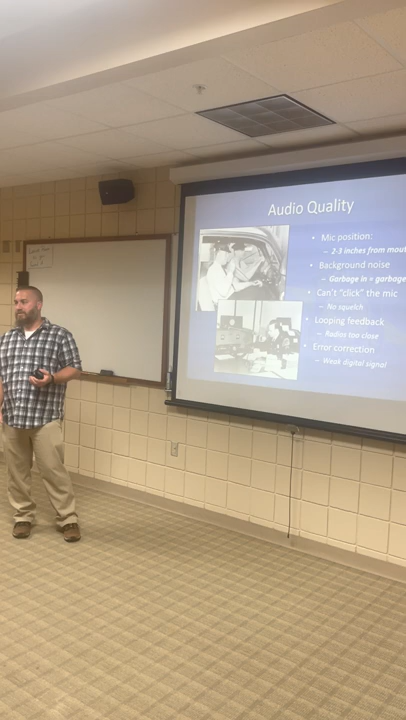 Audio Quality
• Mic position:
– 2-3 inches from mout
• Background noise
– Garbage in = garbage
• Can't "click" the mic
– No squelch
• Looping feedback
– Radios too close
• Error correction
– Weak digital signal